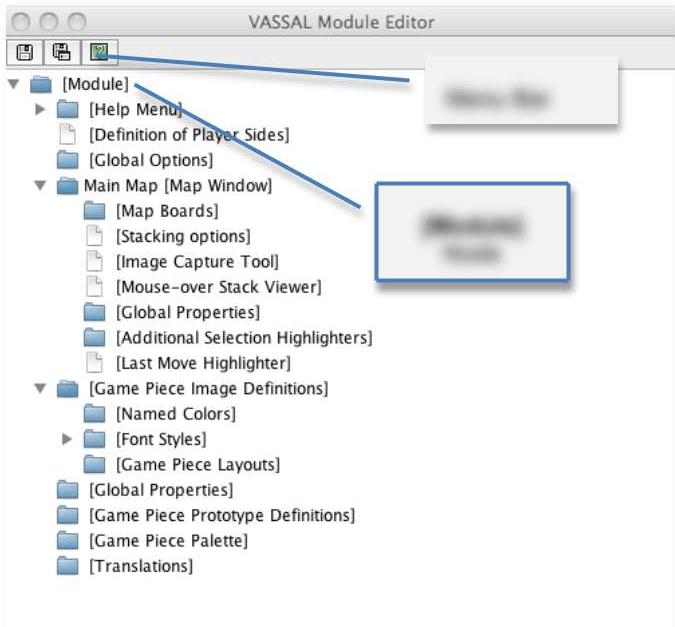 VASSAL Module Editor
[Module]
[Help Menu]
[Definition of Player Sides]
[Global Options]
Main Map [Map Window]
[Map Boards]
[Stacking options]
[Image Capture Tool]
[Mouse-over Stack Viewer]
[Global Properties]
[Additional Selection Highlighters]
[Last Move Highlighter]
[Game Piece Image Definitions]
[Named Colors]
[Font Styles]
[Game Piece Layouts]
[Global Properties]
[Game Piece Prototype Definitions]
[Game Piece Palette]
[Translations]